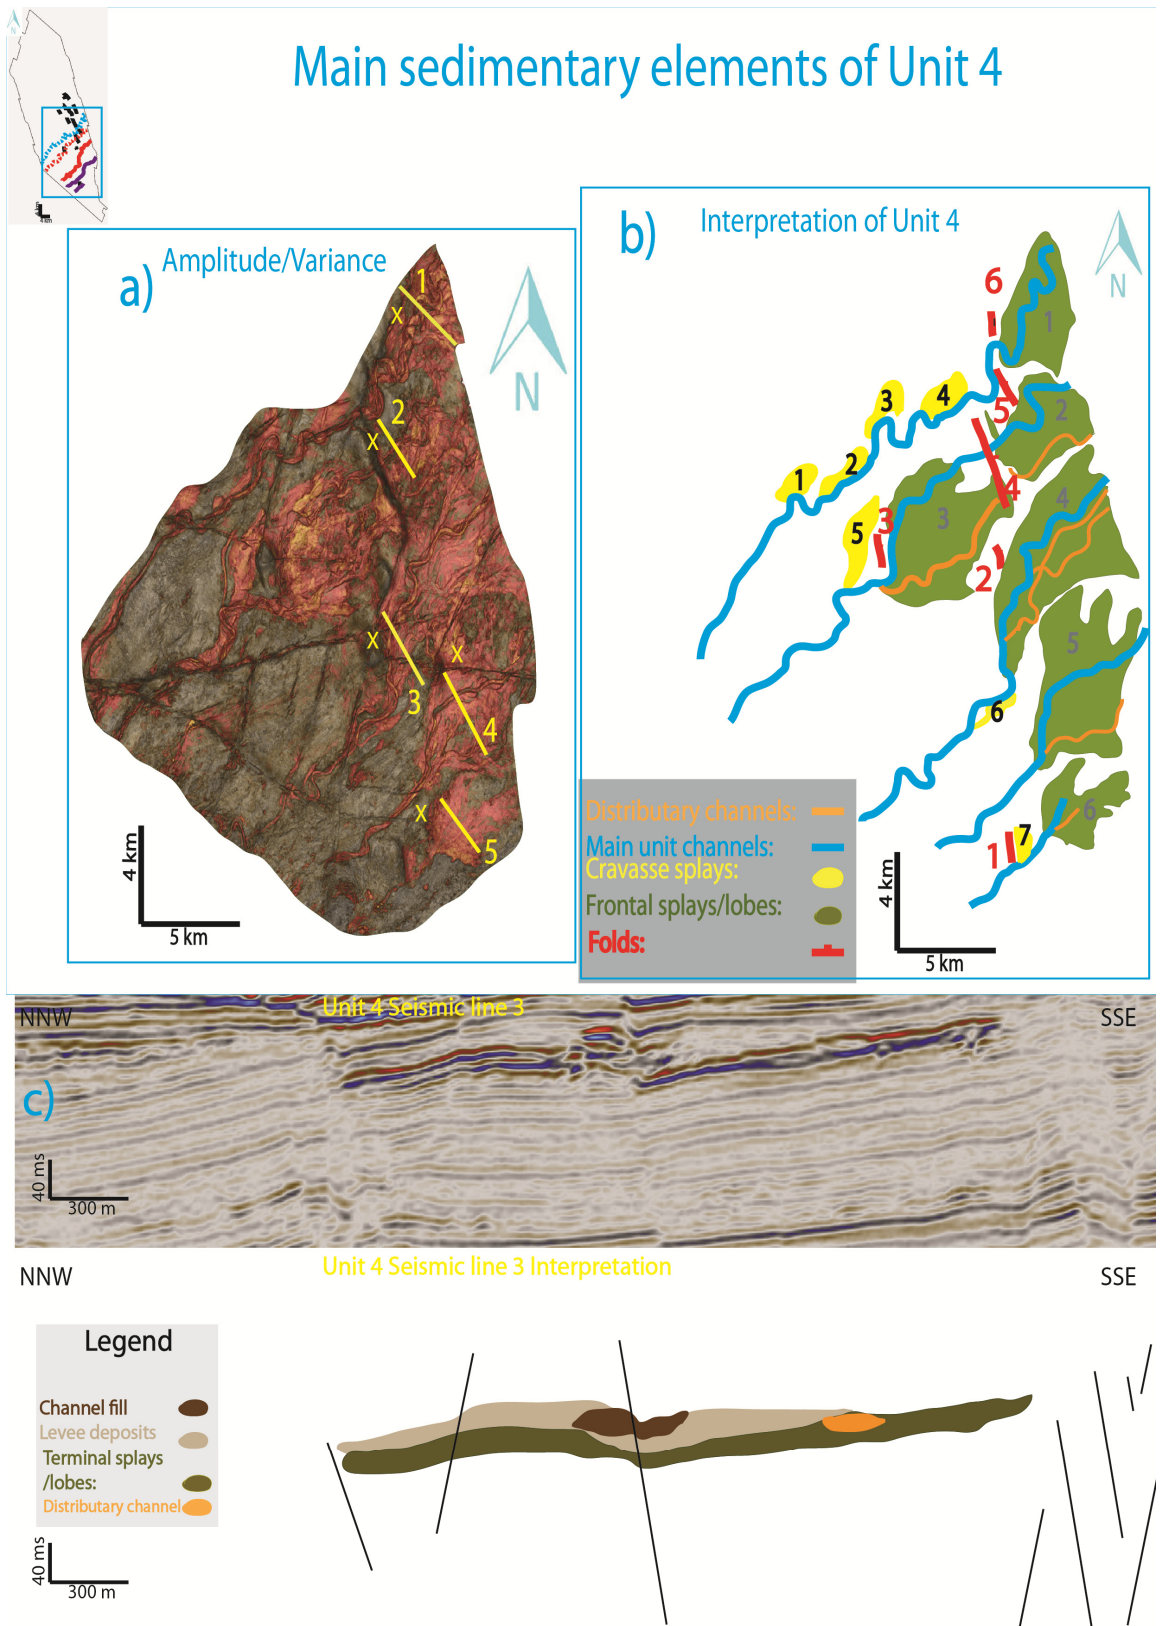 N
4 km
Main sedimentary elements of Unit 4
a)
Amplitude/Variance
1
X
N
2
X
X
X
3
4
X
5
4 km
5 km
b)
Interpretation of Unit 4
N
6
1
3
4
5
2
1
2
4
3
4
5
3
2
5
6
6
7
1
Distributary channels:
Main unit channels:
Cravasse splays:
Frontal splays/lobes:
Folds:
4 km
5 km
Unit 4 Seismic line 3
NNW
SSE
c)
40 ms
300 m
Unit 4 Seismic line 3 Interpretation
NNW
SSE
Legend
Channel fill
Levee deposits
Terminal splays
/lobes:
Distributary channel
40 ms
300 m